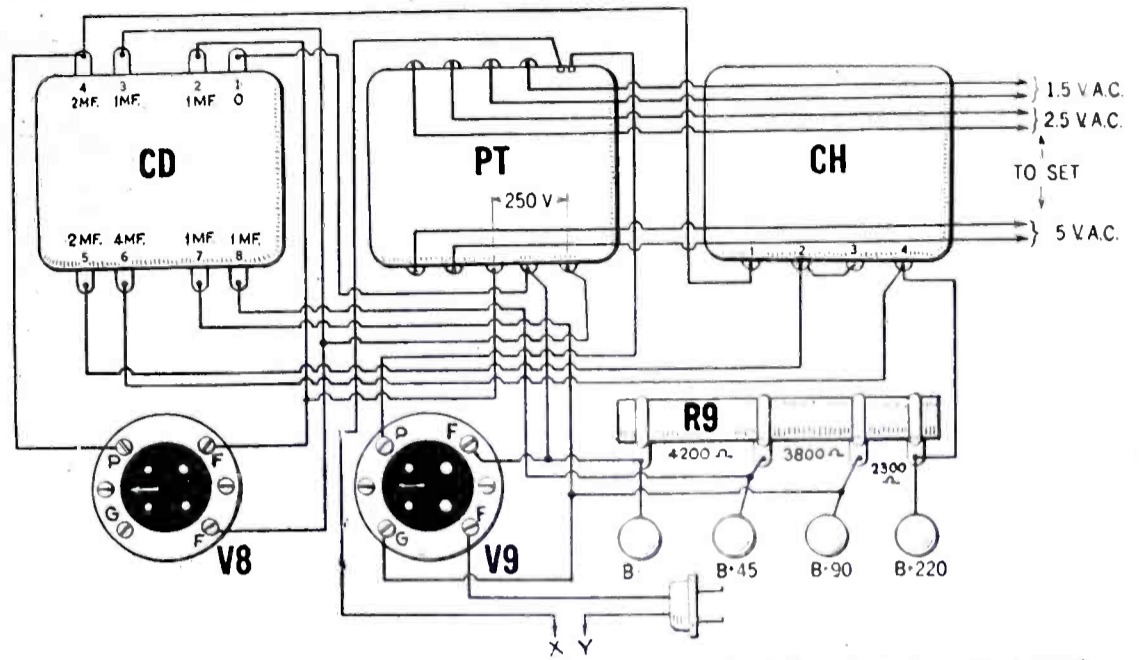 4 3 2 1
2MF. 1MF. 1MF 0
CD
2MF. 4MF. 1MF. 1MF.
5 6 7 8
PT
250 V
CH
1 2 3 4
1.5 V.A.C.
2.5 V.A.C.
TO SET
5 V.A.C.
R9
4200 Ω 3800 Ω 2300 Ω
P F
G F
V8
P F
G F
V9
B- B+45 B+90 B+220
X Y